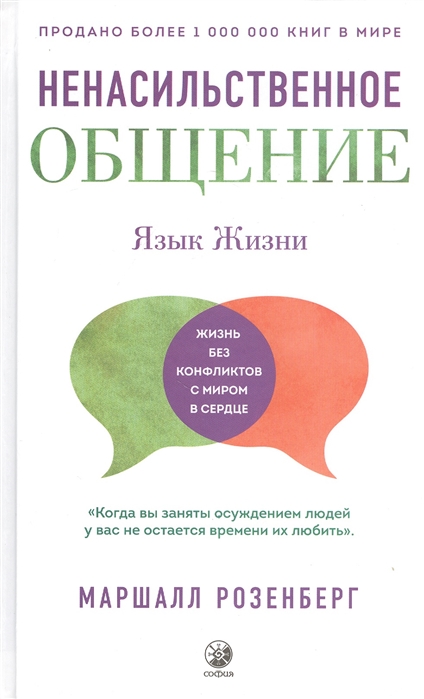 ПРОДАНО БОЛЕЕ 1 000 000 КНИГ В МИРЕ
НЕНАСИЛЬСТВЕННОЕ
ОБЩЕНИЕ
Язык Жизни
ЖИЗНЬ
БЕЗ
КОНФЛИКТОВ
С МИРОМ
В СЕРДЦЕ
«Когда вы заняты осуждением людей
у вас не остается времени их любить».
МАРШАЛЛ РОЗЕНБЕРГ
СОФИЯ